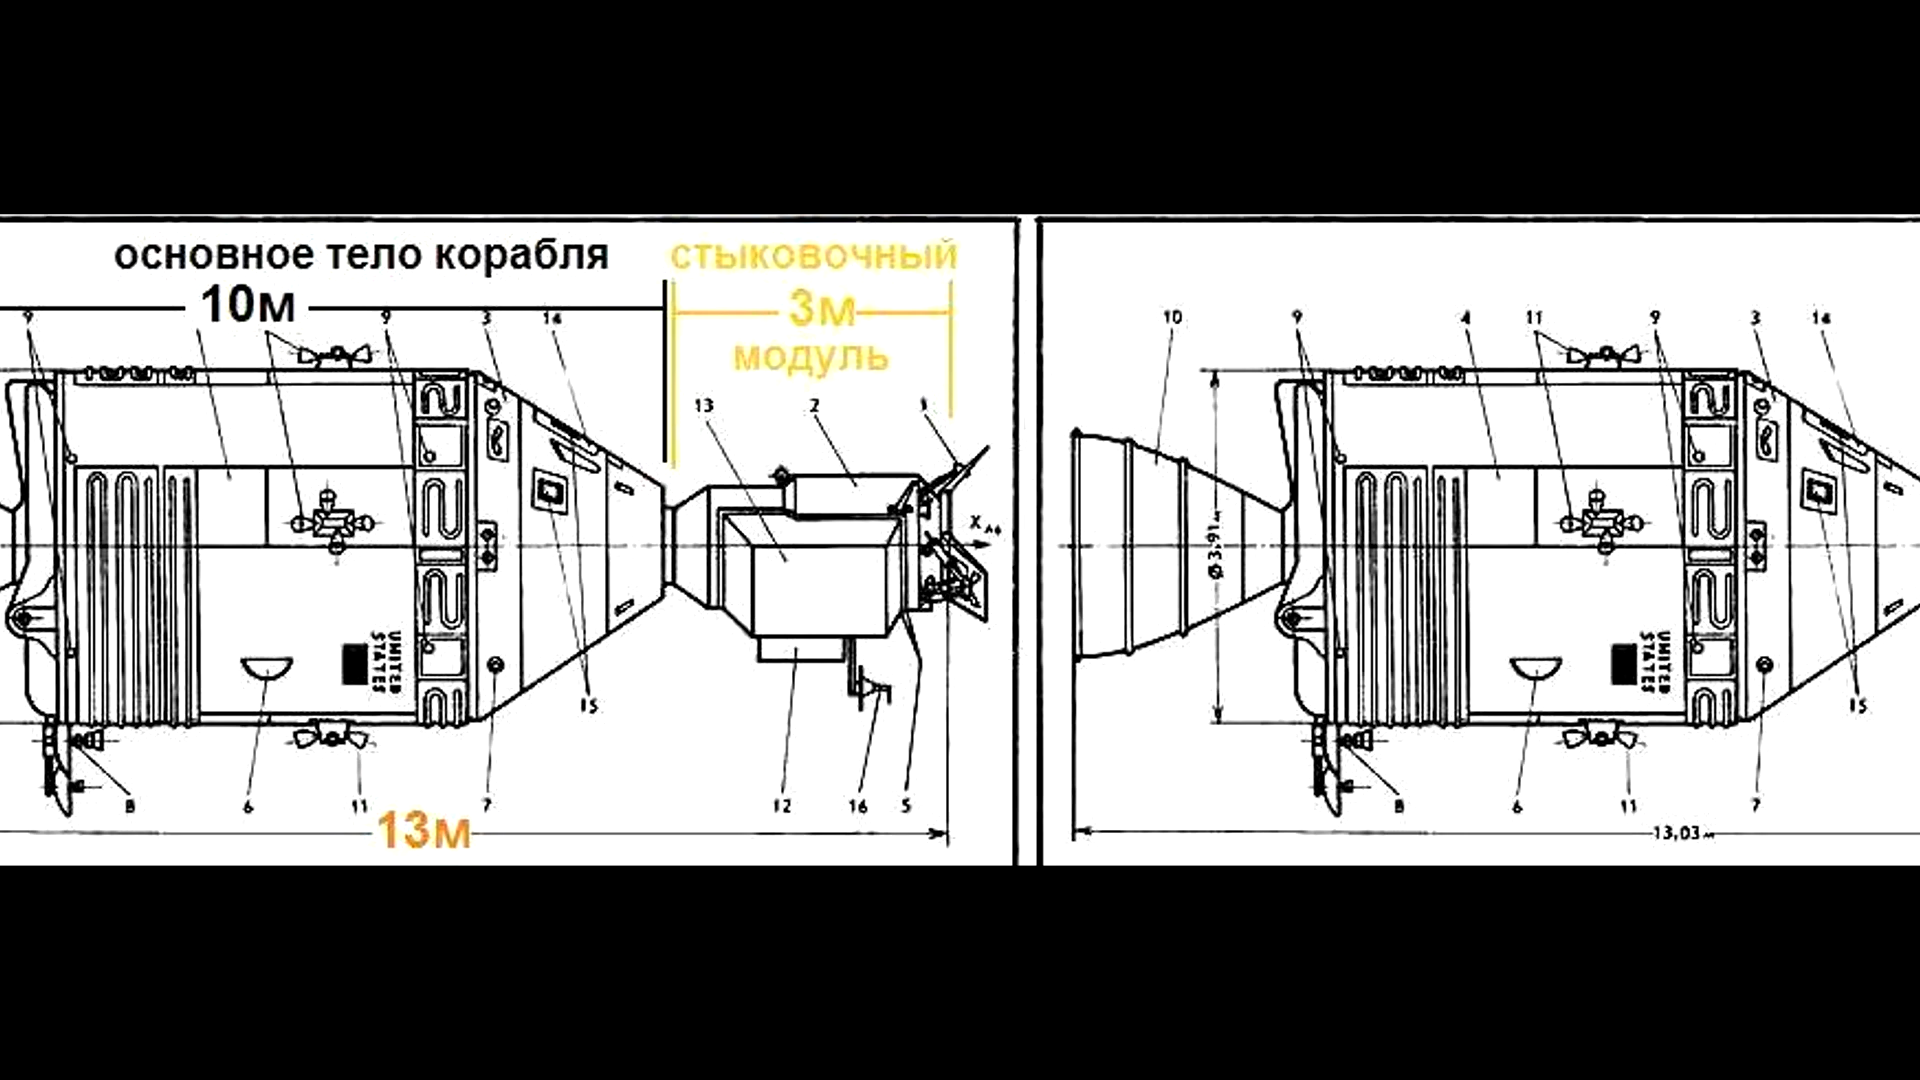 основное тело корабля
10м
9 9 3 14
стыковочный
3м
модуль
13 2 1
X АФ
UNITED
STATES
15
8 6 11 7 12 16 5
13м
10 9 4 11 9 3 14
Ø 3,91 м
UNITED
STATES
15
8 6 11 7
13,03 м